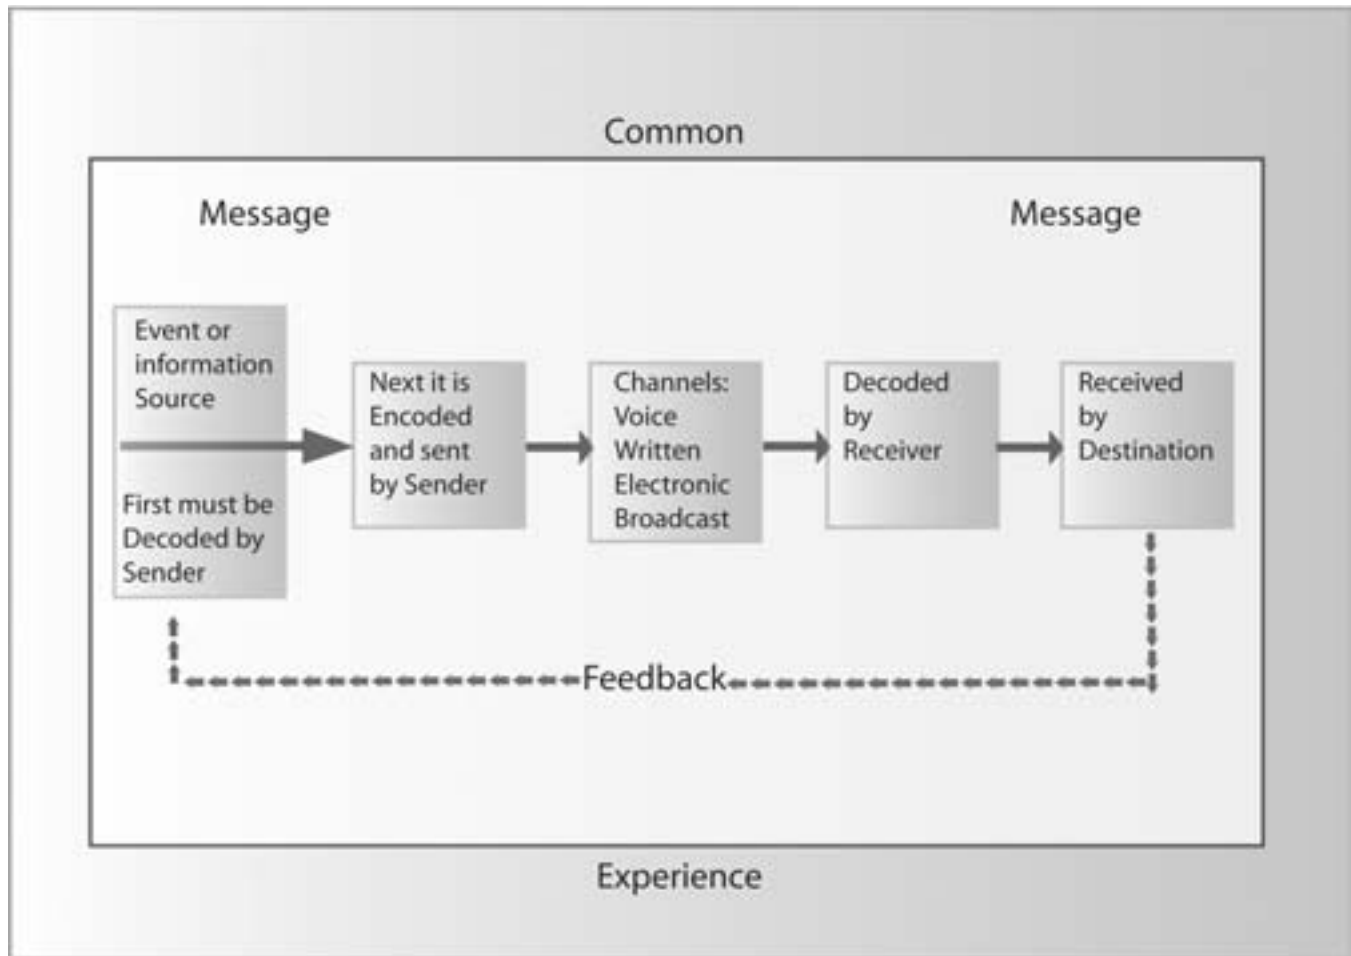 Common
Message
Message
Event or
information
Source
First must be
Decoded by
Sender
Next it is
Encoded
and sent
by Sender
Channels:
Voice
Written
Electronic
Broadcast
Decoded
by
Receiver
Received
by
Destination
Feedback
Experience